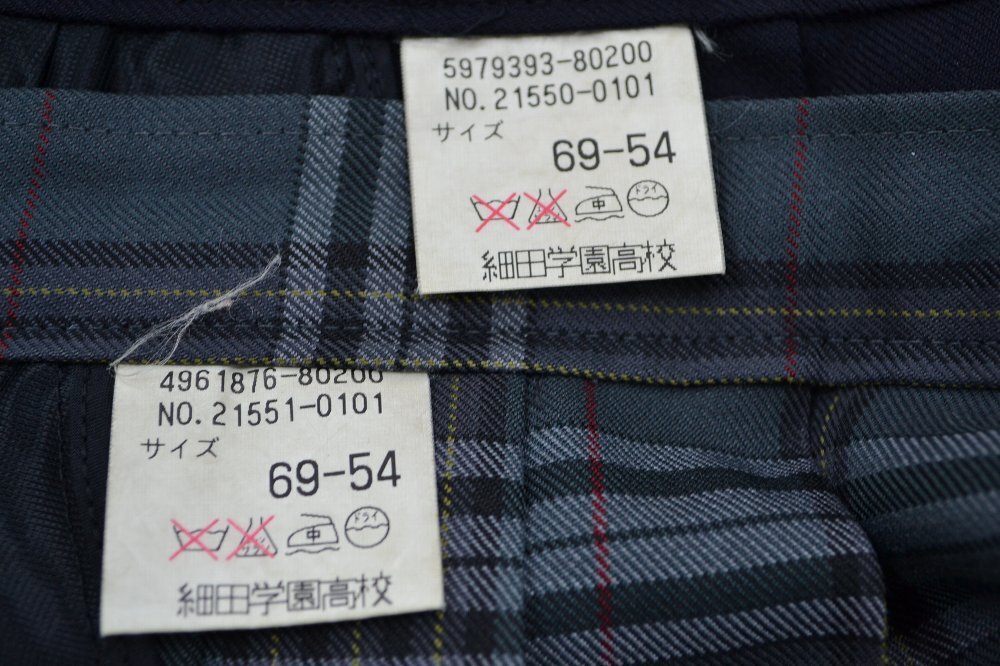 5979393-80200
NO. 21550-0101
サイズ
69-54
中 ドライ
細田学園高校
4961876-80200
NO. 21551-0101
サイズ
69-54
中 ドライ
細田学園高校